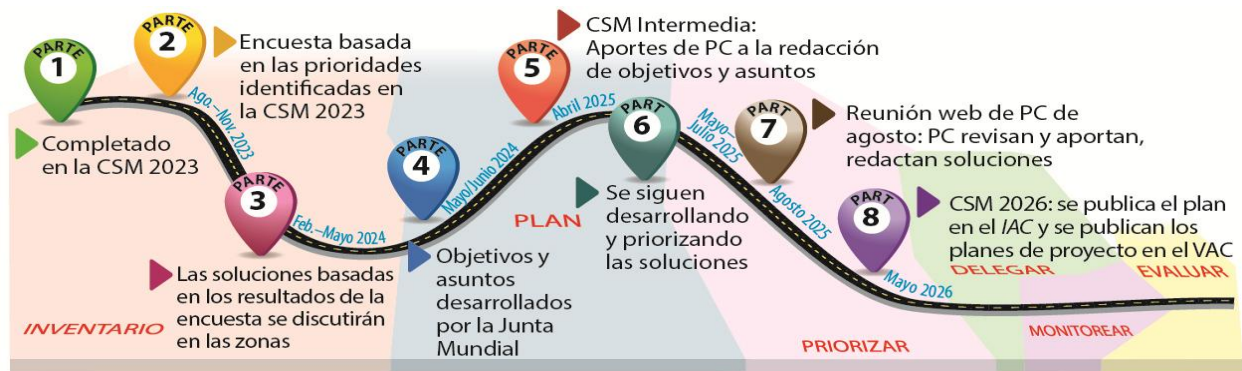 PARTE
1
Completado
en la CSM 2023
PARTE
2
Encuesta basada
en las prioridades
identificadas en
la CSM 2023
Ago.–Nov. 2023
PARTE
3
Las soluciones basadas
en los resultados de la
encuesta se discutirán
en las zonas
Feb.–Mayo 2024
INVENTARIO
PARTE
4
Objetivos y
asuntos
desarrollados
por la Junta
Mundial
Mayo/Junio 2024
PLAN
PARTE
5
CSM Intermedia:
Aportes de PC a la redacción
de objetivos y asuntos
Abril 2025
PART
6
Se siguen
desarrollando
y priorizando
las soluciones
Mayo–
Julio 2025
PARTE
7
Reunión web de PC de
agosto: PC revisan y aportan,
redactan soluciones
Agosto 2025
PRIORIZAR
PART
8
CSM 2026: se publica el plan
en el IAC y se publican los
planes de proyecto en el VAC
Mayo 2026
DELEGAR
MONITOREAR
EVALUAR